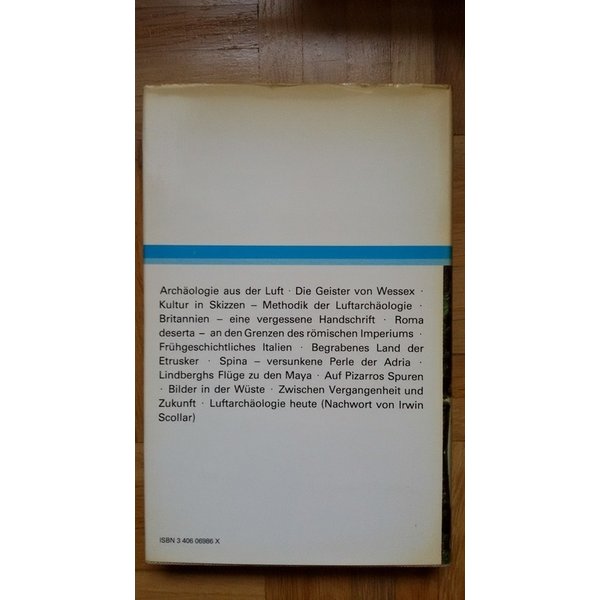 Archäologie aus der Luft · Die Geister von Wessex ·
Kultur in Skizzen – Methodik der Luftarchäologie ·
Britannien – eine vergessene Handschrift · Roma
deserta – an den Grenzen des römischen Imperiums ·
Frühgeschichtliches Italien · Begrabenes Land der
Etrusker · Spina – versunkene Perle der Adria ·
Lindberghs Flüge zu den Maya · Auf Pizarros Spuren
· Bilder in der Wüste · Zwischen Vergangenheit und
Zukunft · Luftarchäologie heute (Nachwort von Irwin
Scollar)
ISBN 3 406 06986 X